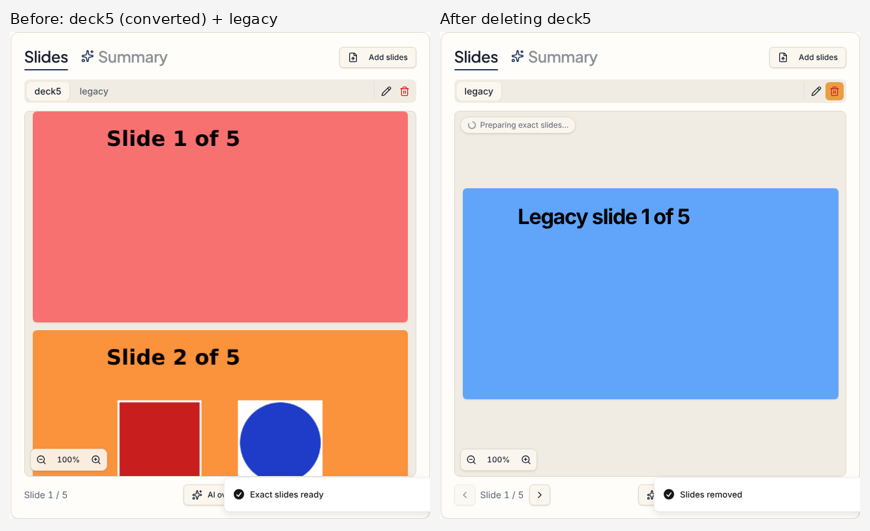 Before: deck5 (converted) + legacy
Slides Summary Add slides
deck5 legacy
Slide 1 of 5
Slide 2 of 5
100%
Slide 1 / 5 AI ov
Exact slides ready
After deleting deck5
Slides Summary Add slides
legacy
Preparing exact slides...
Legacy slide 1 of 5
100%
Slide 1 / 5
Slides removed